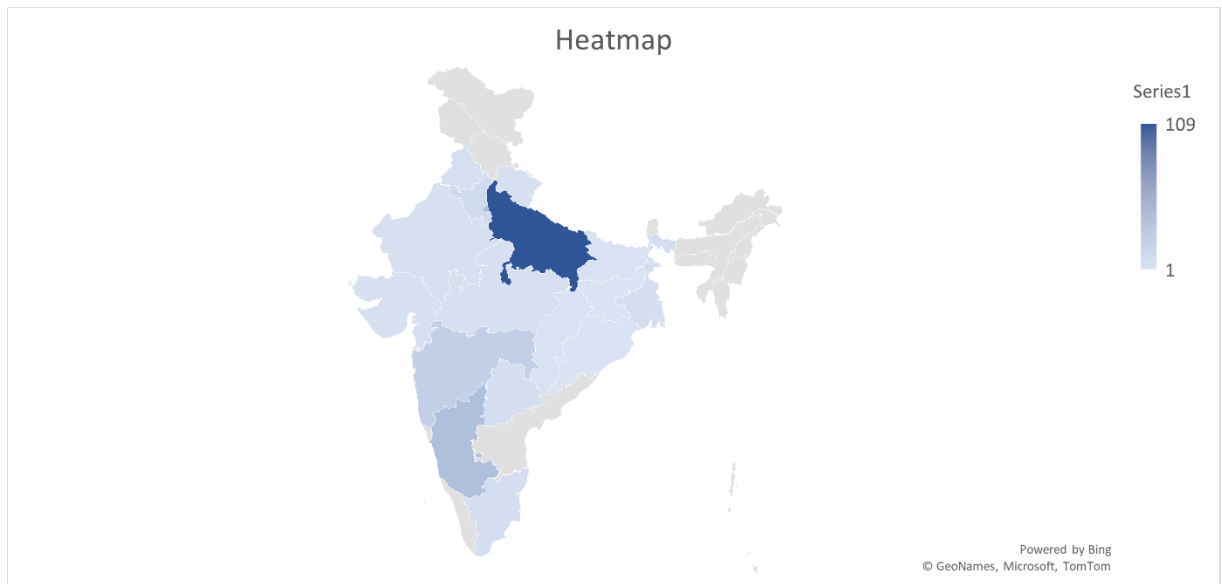 Heatmap
Series1
109
1
Powered by Bing
© GeoNames, Microsoft, TomTom